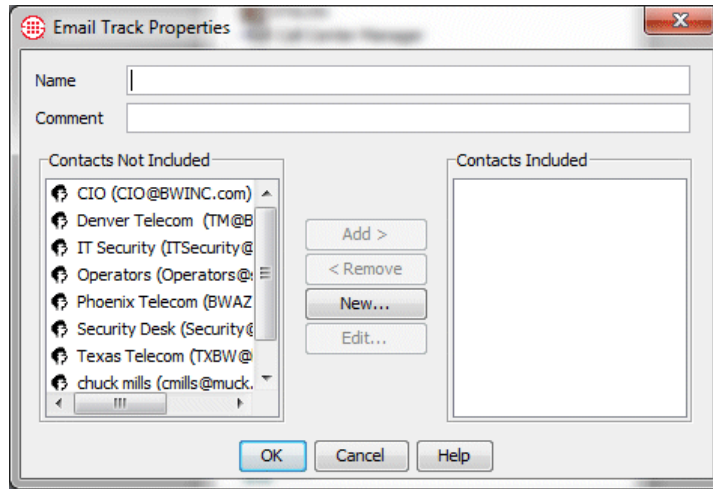 Email Track Properties
Name
Comment
Contacts Not Included
CIO (CIO@BWINC.com)
Denver Telecom (TM@B
IT Security (ITSecurity@
Operators (Operators@
Phoenix Telecom (BWAZ
Security Desk (Security@
Texas Telecom (TXBW@
chuck mills (cmills@muck.
Add >
< Remove
New...
Edit...
Contacts Included
OK
Cancel
Help